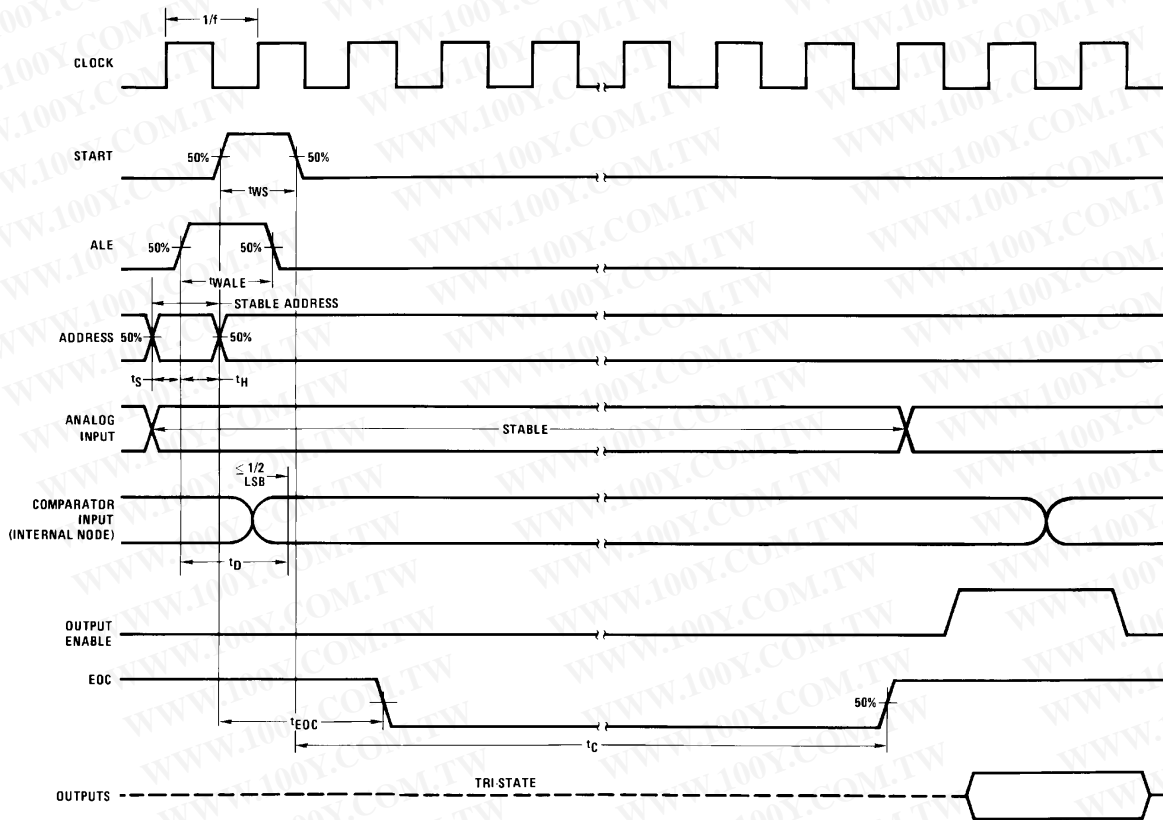 1/f
CLOCK
START
50%
50%
tWS
ALE
50%
50%
tWALE
STABLE ADDRESS
ADDRESS
50%
50%
tS
tH
ANALOG
INPUT
STABLE
≤ 1/2
LSB
COMPARATOR
INPUT
(INTERNAL NODE)
tD
OUTPUT
ENABLE
EOC
50%
tEOC
tC
TRI-STATE
OUTPUTS
WWW.100Y.COM.TW